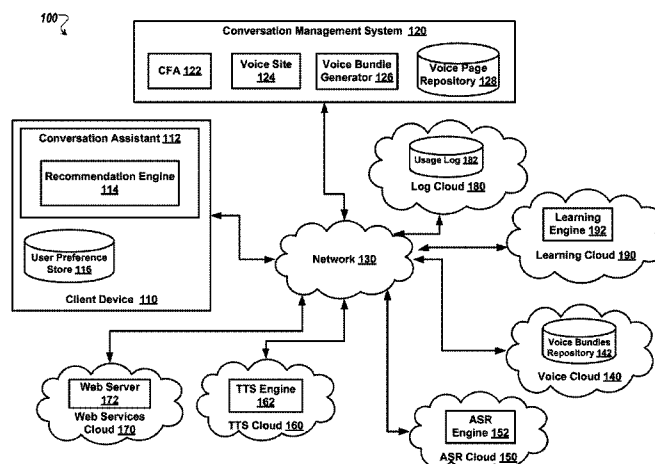 100
Conversation Management System 120
CFA 122
Voice Site
124
Voice Bundle
Generator 126
Voice Page
Repository 128
Conversation Assistant 112
Recommendation Engine
114
User Preference
Store 116
Client Device 110
Usage Log 182
Log Cloud 180
Learning
Engine 192
Learning Cloud 190
Network 130
Voice Bundles
Repository 142
Voice Cloud 140
Web Server
172
Web Services
Cloud 170
TTS Engine
162
TTS Cloud 160
ASR
Engine 152
ASR Cloud 150